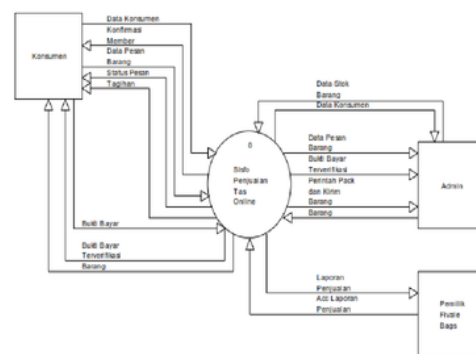 Data Konsumen
Konfirmasi
Member
Data Pesan
Barang
Status Pesan
Tagihan
Konsumen
Bukti Bayar
Bukti Bayar
Terverifikasi
Barang
0
Penjualan
Tas
Online
Data Stok
Barang
Data Konsumen
Data Pesan
Barang
Bukti Bayar
Terverifikasi
Perintah Pack
dan Kirim
Barang
Barang
Admin
Laporan
Penjualan
Acc Laporan
Penjualan
Pemilik
Bags